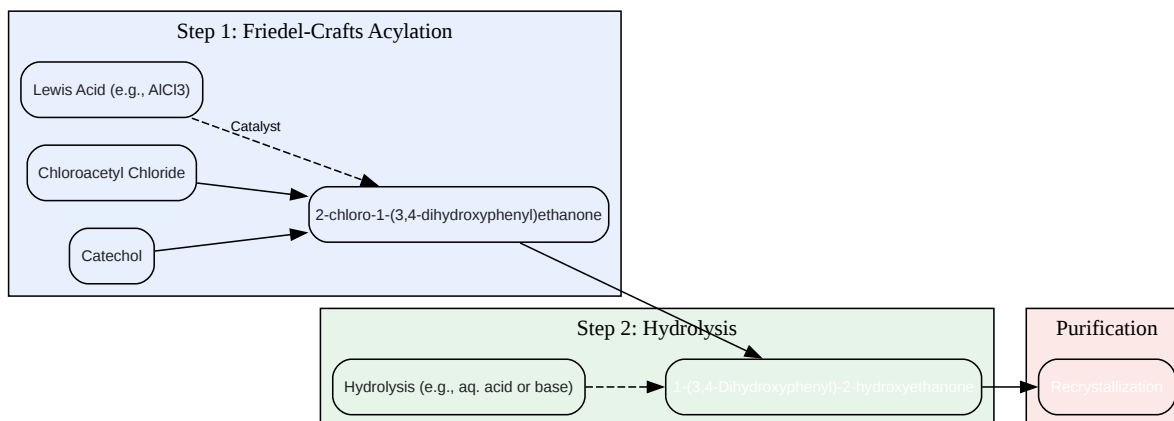 Step 1: Friedel-Crafts Acylation
Lewis Acid (e.g., AlCl3)
Catalyst
Chloroacetyl Chloride
2-chloro-1-(3,4-dihydroxyphenyl)ethanone
Catechol
Step 2: Hydrolysis
Purification
Hydrolysis (e.g., aq. acid or base)
1-(3,4-Dihydroxyphenyl)-2-hydroxyethanone
Recrystallization